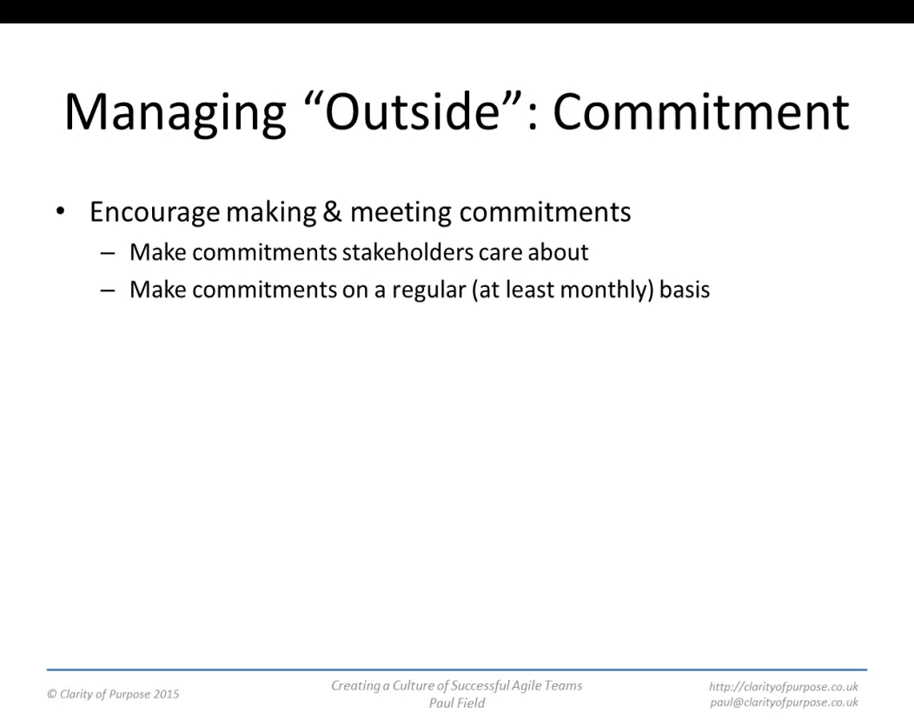 Managing “Outside”: Commitment
• Encourage making & meeting commitments
– Make commitments stakeholders care about
– Make commitments on a regular (at least monthly) basis
© Clarity of Purpose 2015
Creating a Culture of Successful Agile Teams
Paul Field
http://clarityofpurpose.co.uk
paul@clarityofpurpose.co.uk